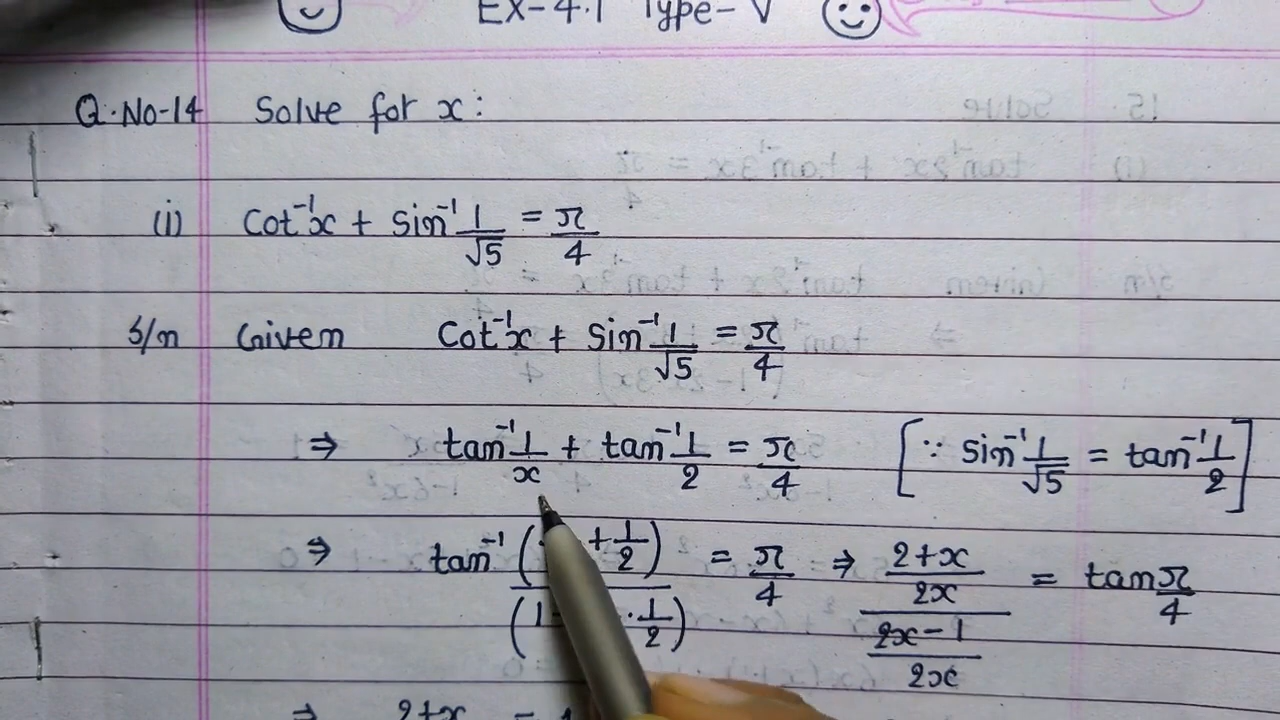 Ex-4.1 Type-V
Q.No-14 Solve for x:
(i) Cot⁻¹x + Sin⁻¹ 1/√5 = π/4
S/n Given Cot⁻¹x + Sin⁻¹ 1/√5 = π/4
⇒ tan⁻¹ 1/x + tan⁻¹ 1/2 = π/4 [∵ Sin⁻¹ 1/√5 = tan⁻¹ 1/2]
⇒ tan⁻¹ ( + 1/2) / (1 - · 1/2) = π/4 ⇒ (2+x / 2x) / (2x-1 / 2x) = tan π/4
⇒ 2+x =